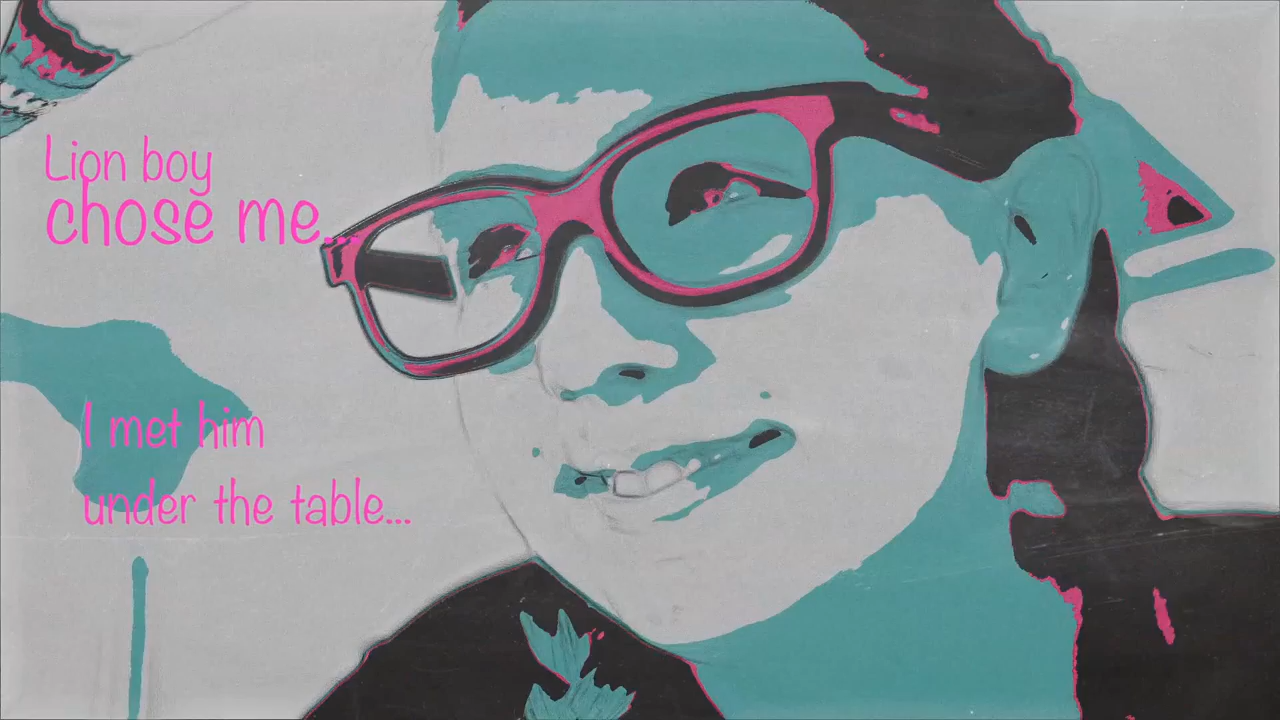 Lion boy
chose me...
I met him
under the table...